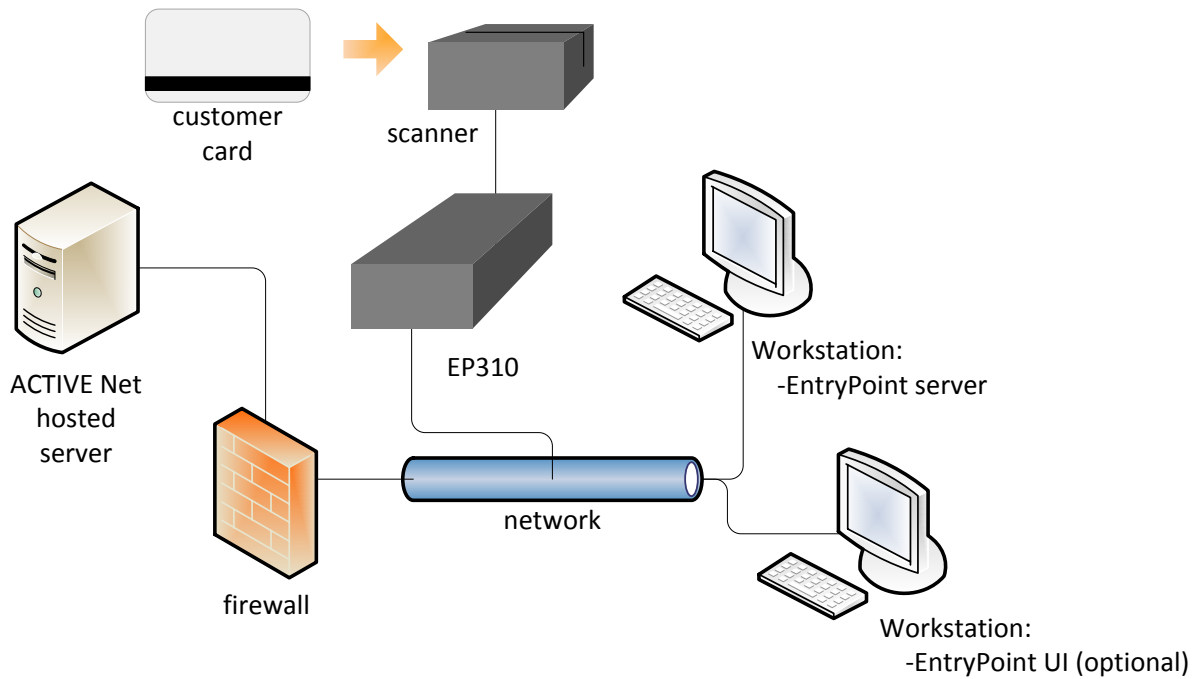 customer
card
scanner
ACTIVE Net
hosted
server
EP310
Workstation:
-EntryPoint server
network
firewall
Workstation:
-EntryPoint UI (optional)